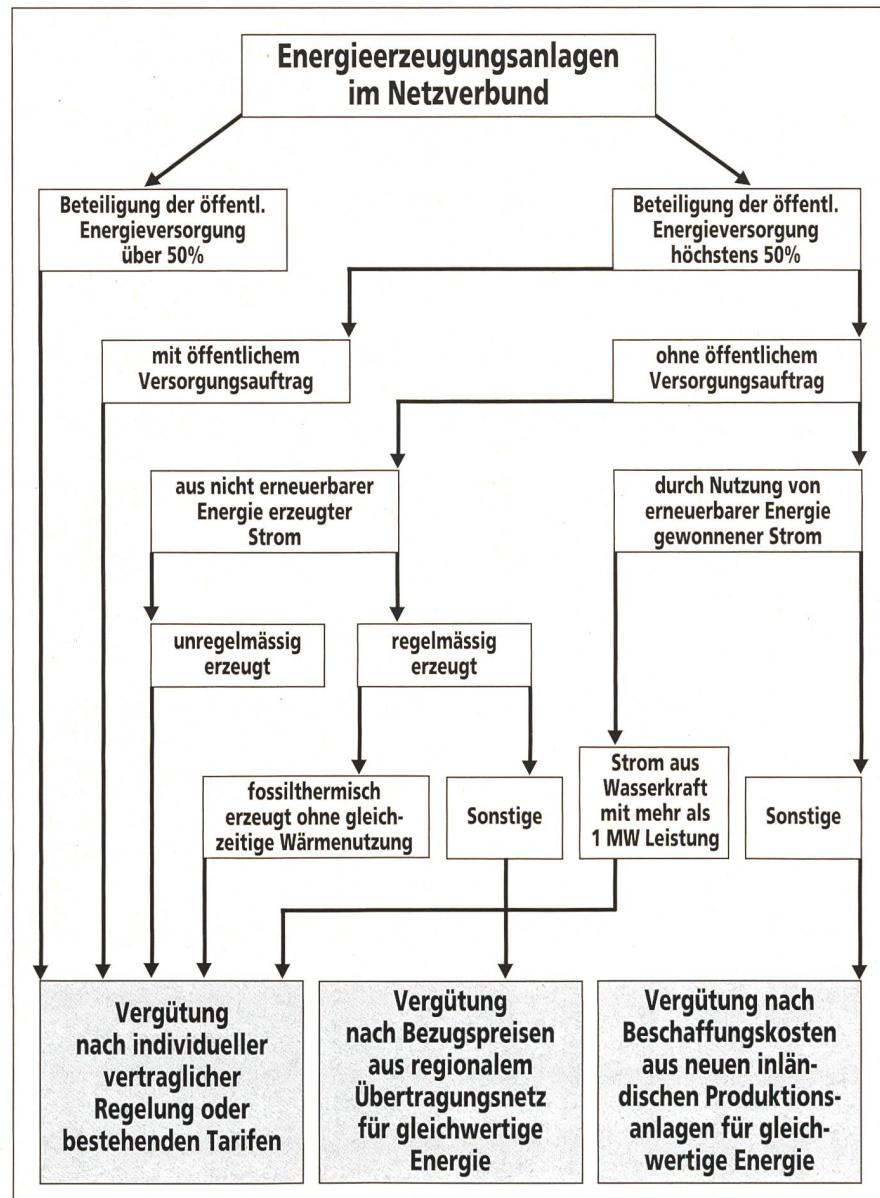 Energieerzeugungsanlagen
im Netzverbund
Beteiligung der öffentl.
Energieversorgung
über 50%
Beteiligung der öffentl.
Energieversorgung
höchstens 50%
mit öffentlichem
Versorgungsauftrag
ohne öffentlichem
Versorgungsauftrag
aus nicht erneuerbarer
Energie erzeugter
Strom
durch Nutzung von
erneuerbarer Energie
gewonnener Strom
unregelmässig
erzeugt
regelmässig
erzeugt
fossilthermisch
erzeugt ohne gleich-
zeitige Wärmenutzung
Sonstige
Strom aus
Wasserkraft
mit mehr als
1 MW Leistung
Sonstige
Vergütung
nach individueller
vertraglicher
Regelung oder
bestehenden Tarifen
Vergütung
nach Bezugspreisen
aus regionalem
Übertragungsnetz
für gleichwertige
Energie
Vergütung nach
Beschaffungskosten
aus neuen inlän-
dischen Produktions-
anlagen für gleich-
wertige Energie